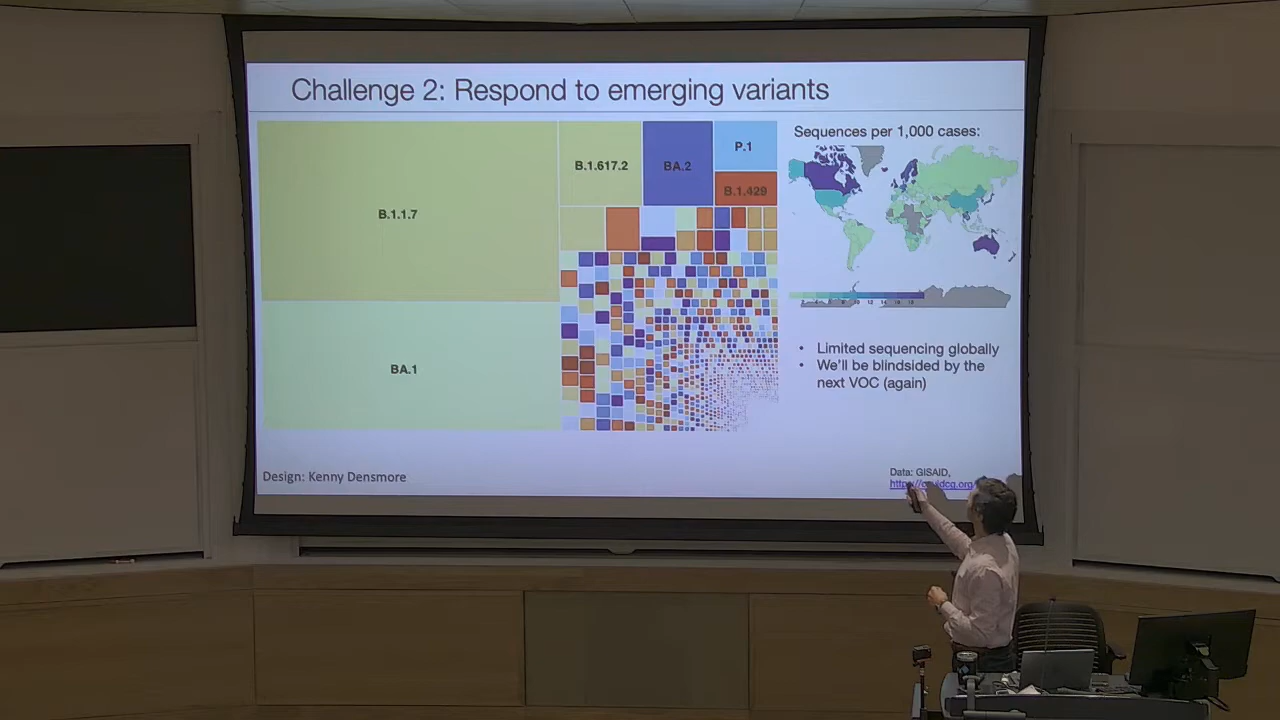 Challenge 2: Respond to emerging variants
B.1.1.7
B.1.617.2
BA.2
P.1
B.1.429
BA.1
Sequences per 1,000 cases:
• Limited sequencing globally
• We'll be blindsided by the
next VOC (again)
Design: Kenny Densmore
Data: GISAID,